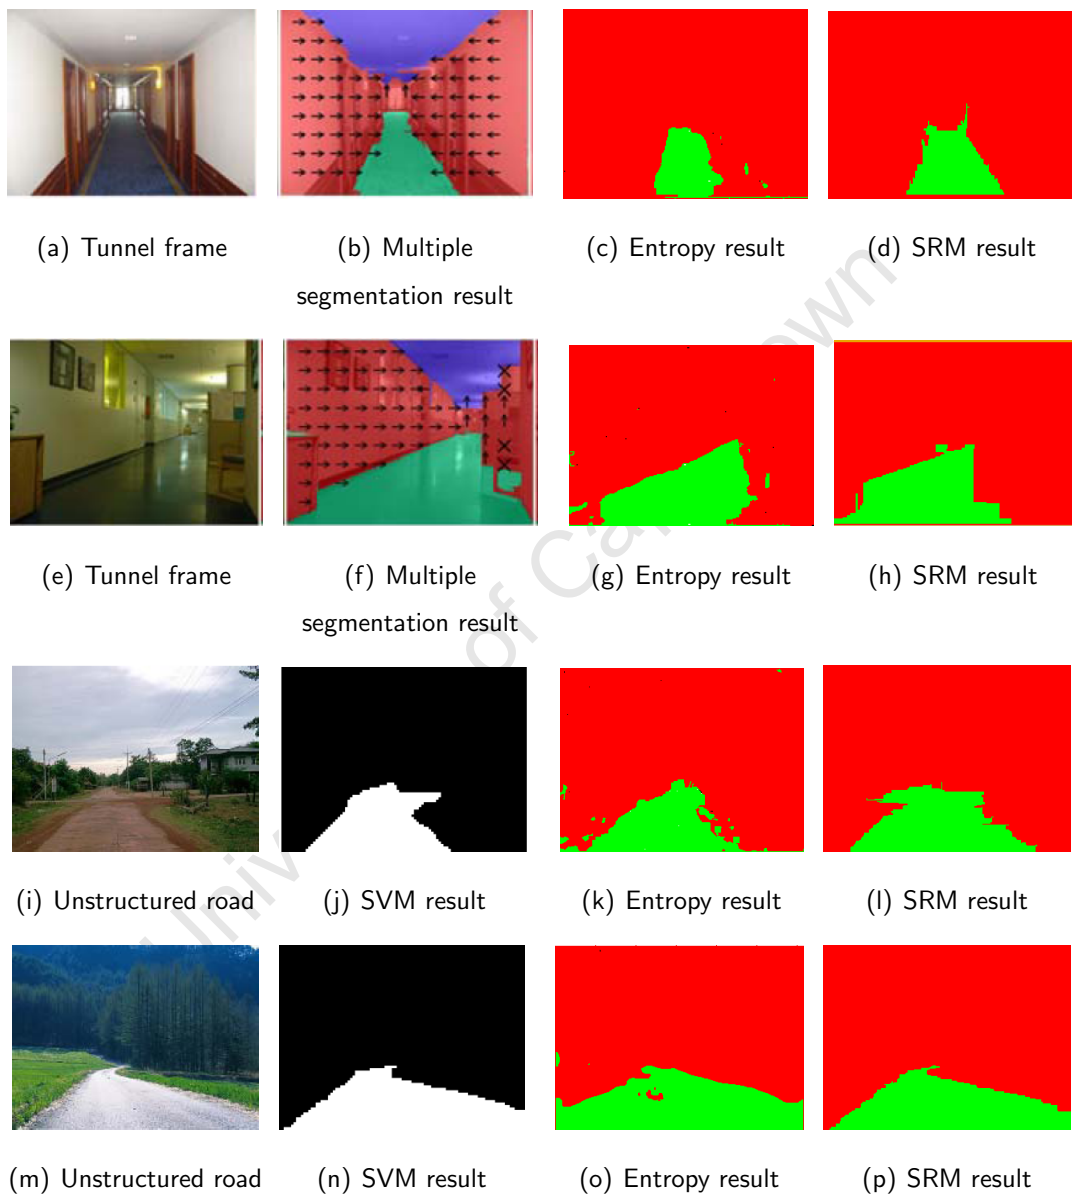 (a) Tunnel frame
(b) Multiple
segmentation result
(c) Entropy result
(d) SRM result
(e) Tunnel frame
(f) Multiple
segmentation result
(g) Entropy result
(h) SRM result
(i) Unstructured road
(j) SVM result
(k) Entropy result
(l) SRM result
(m) Unstructured road
(n) SVM result
(o) Entropy result
(p) SRM result